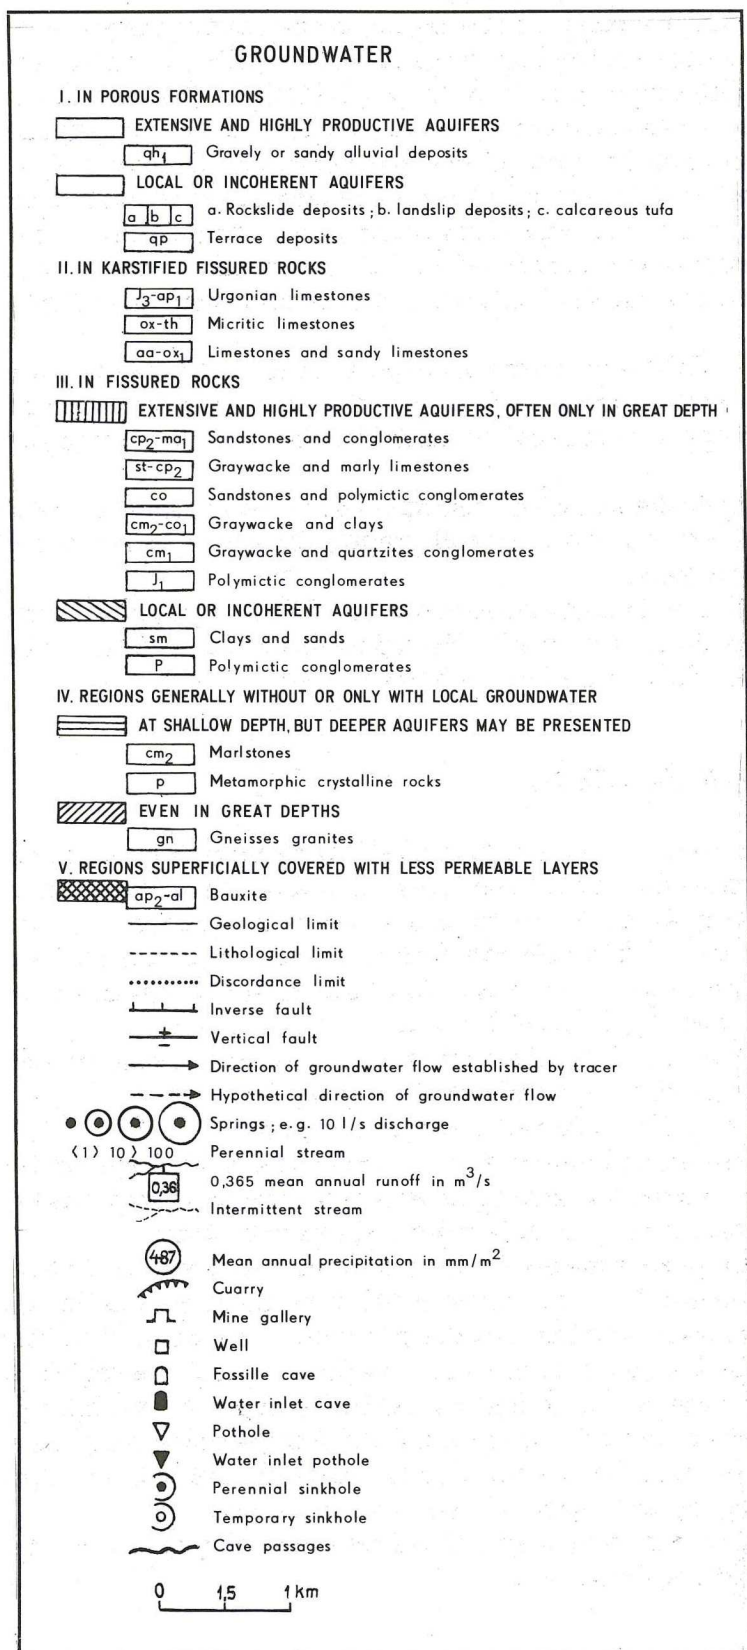 GROUNDWATER
I. IN POROUS FORMATIONS
EXTENSIVE AND HIGHLY PRODUCTIVE AQUIFERS
qh1 Gravely or sandy alluvial deposits
LOCAL OR INCOHERENT AQUIFERS
a b c a. Rockslide deposits; b. landslip deposits; c. calcareous tufa
qp Terrace deposits
II. IN KARSTIFIED FISSURED ROCKS
J3-ap1 Urgonian limestones
ox-th Micritic limestones
aa-ox1 Limestones and sandy limestones
III. IN FISSURED ROCKS
EXTENSIVE AND HIGHLY PRODUCTIVE AQUIFERS, OFTEN ONLY IN GREAT DEPTH
cp2-ma1 Sandstones and conglomerates
st-cp2 Graywacke and marly limestones
co Sandstones and polymictic conglomerates
cm2-co1 Graywacke and clays
cm1 Graywacke and quartzites conglomerates
J1 Polymictic conglomerates
LOCAL OR INCOHERENT AQUIFERS
sm Clays and sands
P Polymictic conglomerates
IV. REGIONS GENERALLY WITHOUT OR ONLY WITH LOCAL GROUNDWATER
AT SHALLOW DEPTH, BUT DEEPER AQUIFERS MAY BE PRESENTED
cm2 Marlstones
p Metamorphic crystalline rocks
EVEN IN GREAT DEPTHS
gn Gneisses granites
V. REGIONS SUPERFICIALLY COVERED WITH LESS PERMEABLE LAYERS
ap2-al Bauxite
Geological limit
Lithological limit
Discordance limit
Inverse fault
Vertical fault
Direction of groundwater flow established by tracer
Hypothetical direction of groundwater flow
Springs; e.g. 10 l/s discharge
⟨1⟩ 10⟩ 100 Perennial stream
0,36 0,365 mean annual runoff in m³/s
Intermittent stream
487 Mean annual precipitation in mm/m²
Cuarry
Mine gallery
Well
Fossille cave
Water inlet cave
Pothole
Water inlet pothole
Perennial sinkhole
Temporary sinkhole
Cave passages
0 1,5 1 km